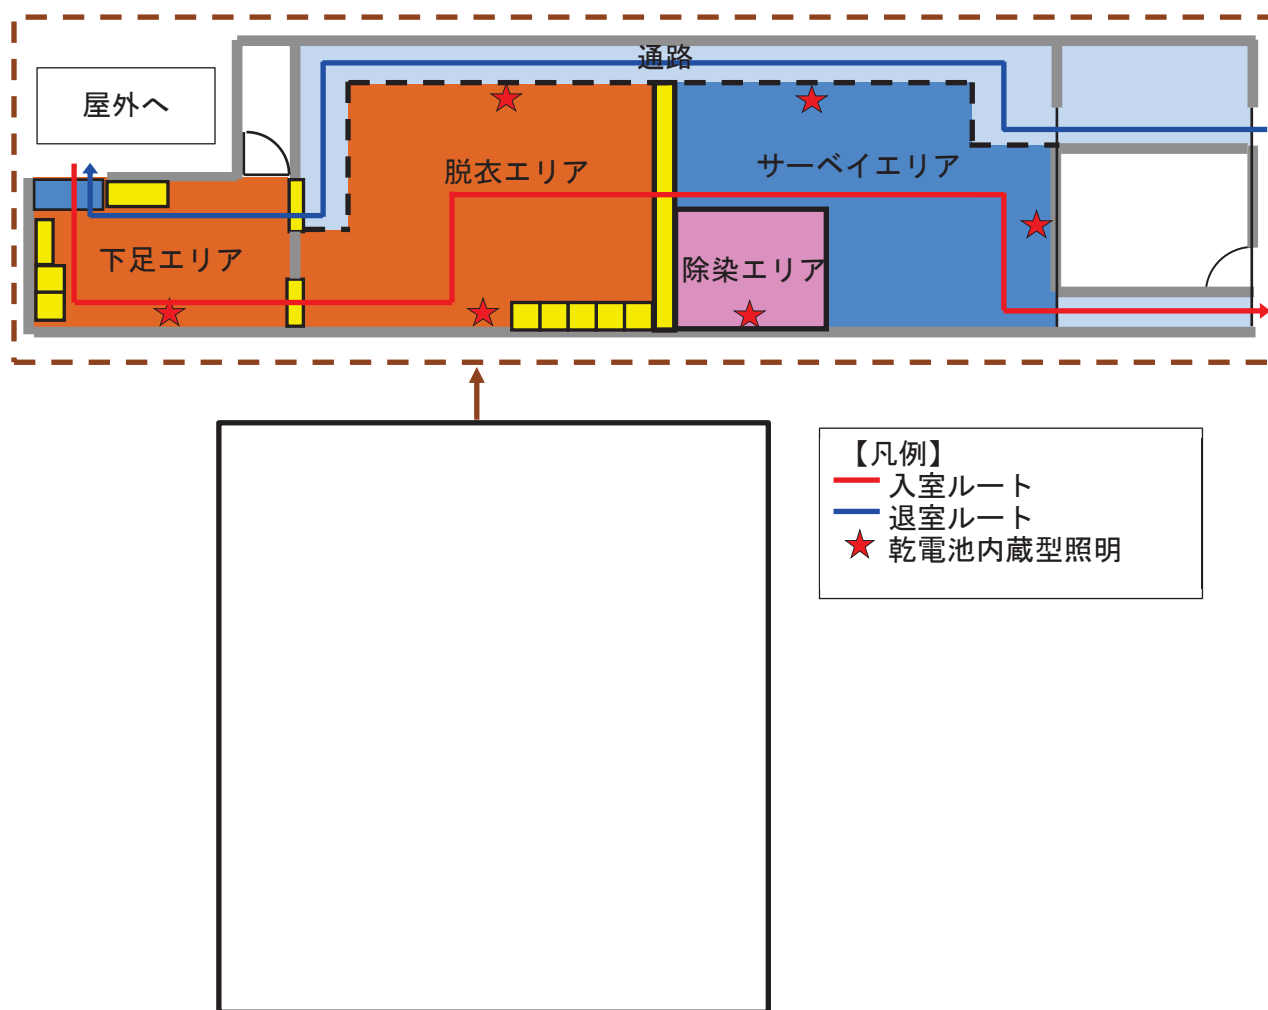 通路
屋外へ
脱衣エリア
サーベイエリア
下足エリア
除染エリア
【凡例】
入室ルート
退室ルート
乾電池内蔵型照明